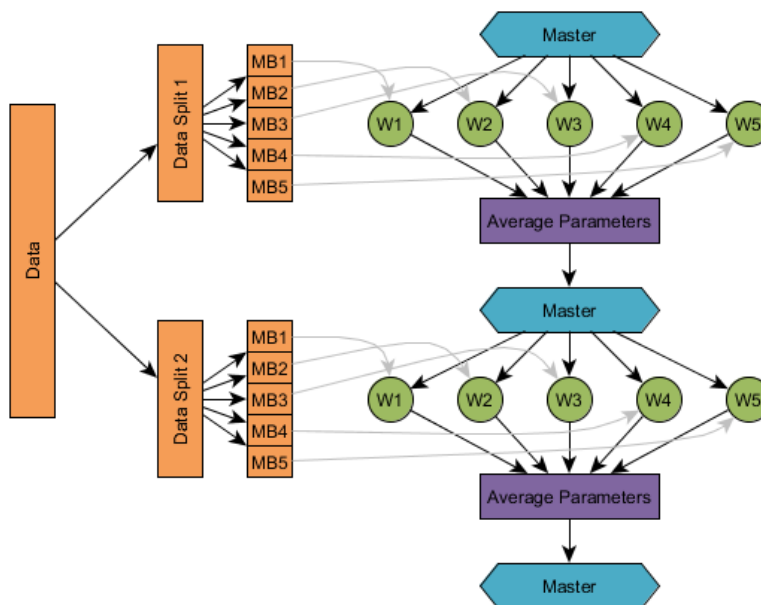 Data
Data Split 1
MB1
MB2
MB3
MB4
MB5
Master
W1
W2
W3
W4
W5
Average Parameters
Master
Data Split 2
MB1
MB2
MB3
MB4
MB5
W1
W2
W3
W4
W5
Average Parameters
Master